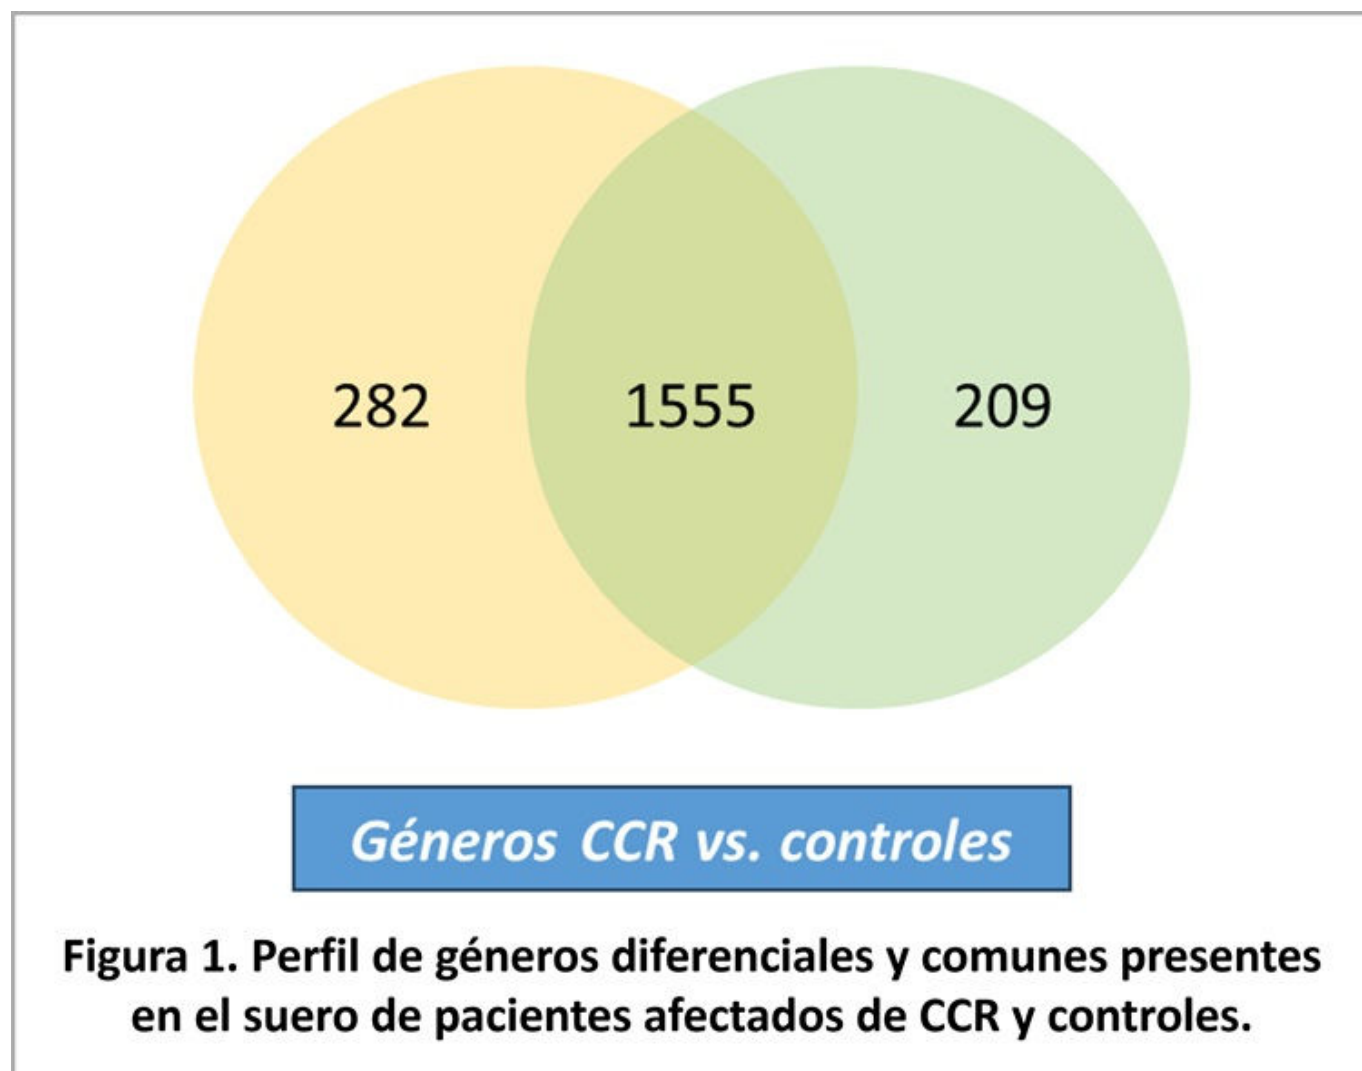 282 1555 209
Géneros CCR vs. controles
Figura 1. Perfil de géneros diferenciales y comunes presentes
en el suero de pacientes afectados de CCR y controles.